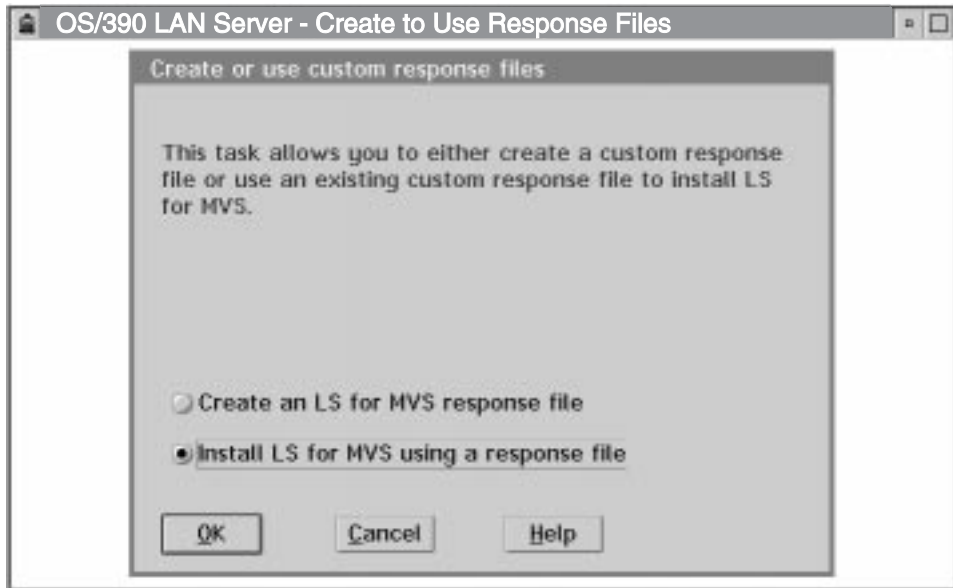 OS/390 LAN Server - Create to Use Response Files
Create or use custom response files
This task allows you to either create a custom response
file or use an existing custom response file to install LS
for MVS.
Create an LS for MVS response file
Install LS for MVS using a response file
OK
Cancel
Help